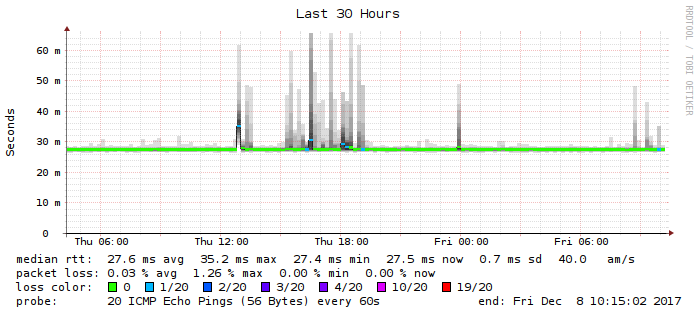 Last 30 Hours
RRDTOOL / TOBI OETIKER
Seconds
60 m
50 m
40 m
30 m
20 m
10 m
0
Thu 06:00 Thu 12:00 Thu 18:00 Fri 00:00 Fri 06:00
median rtt: 27.6 ms avg 35.2 ms max 27.4 ms min 27.5 ms now 0.7 ms sd 40.0 am/s
packet loss: 0.03 % avg 1.26 % max 0.00 % min 0.00 % now
loss color: 0 1/20 2/20 3/20 4/20 10/20 19/20
probe: 20 ICMP Echo Pings (56 Bytes) every 60s end: Fri Dec 8 10:15:02 2017